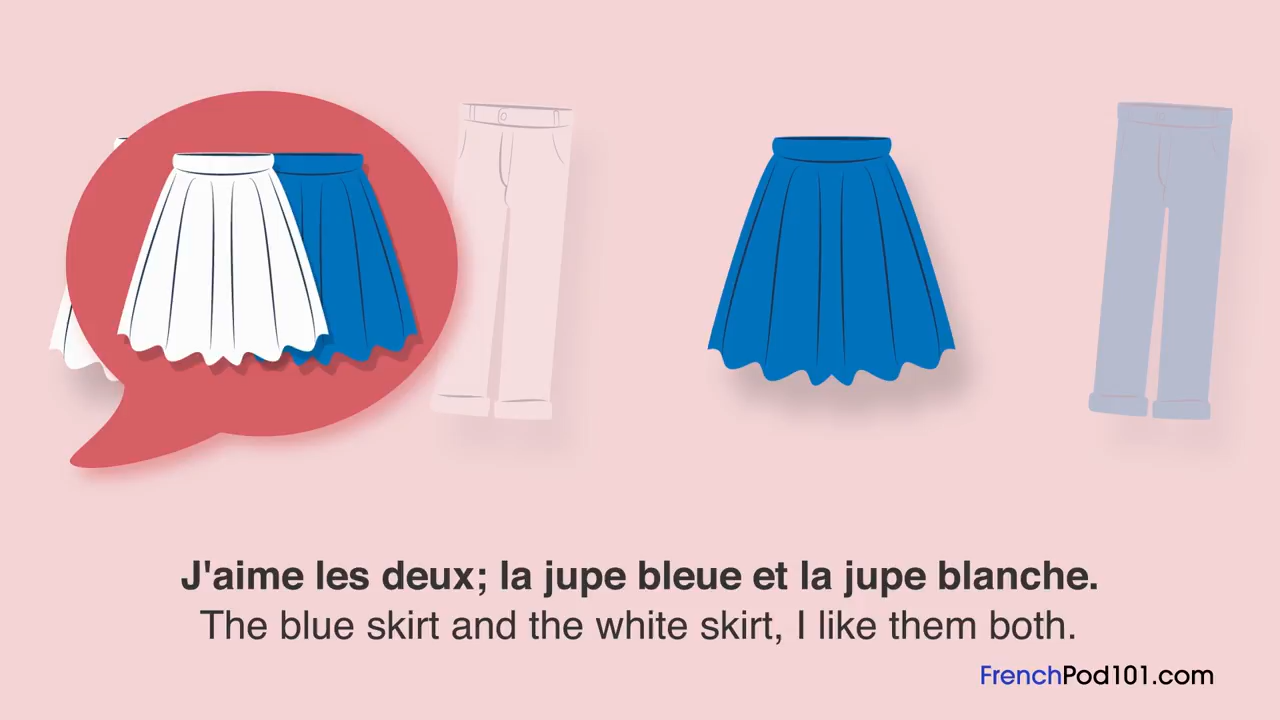 J'aime les deux; la jupe bleue et la jupe blanche.
The blue skirt and the white skirt, I like them both.
FrenchPod101.com